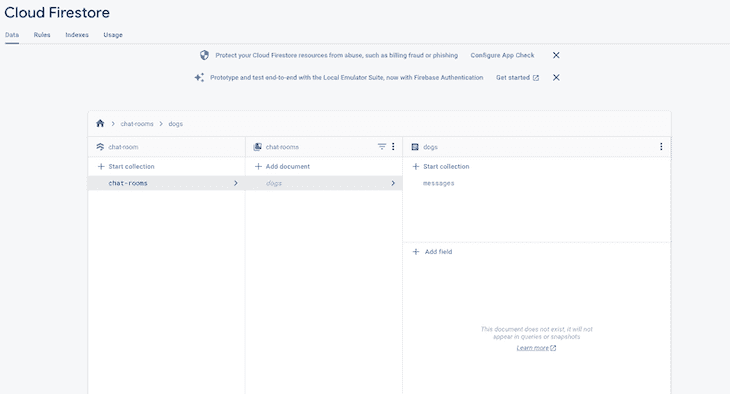 Cloud Firestore
Data Rules Indexes Usage
Protect your Cloud Firestore resources from abuse, such as billing fraud or phishing Configure App Check
Prototype and test end-to-end with the Local Emulator Suite, now with Firebase Authentication Get started
chat-rooms dogs
chat-room chat-rooms dogs
Start collection Add document Start collection
chat-rooms dogs messages
Add field
This document does not exist, it will not
appear in queries or snapshots
Learn more